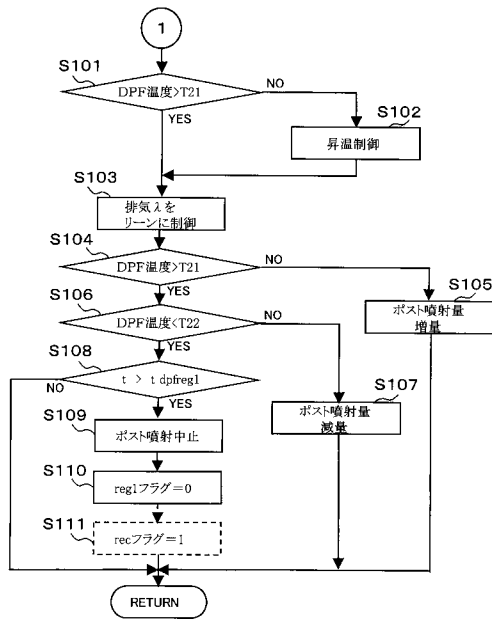 1
S101
DPF温度>T21
NO
YES
S102
昇温制御
S103
排気λを
リーンに制御
S104
DPF温度>T21
NO
YES
S105
ポスト噴射量
増量
S106
DPF温度<T22
NO
YES
S107
ポスト噴射量
減量
S108
t > t dpfreg1
NO
YES
S109
ポスト噴射中止
S110
reg1フラグ=0
S111
recフラグ=1
RETURN